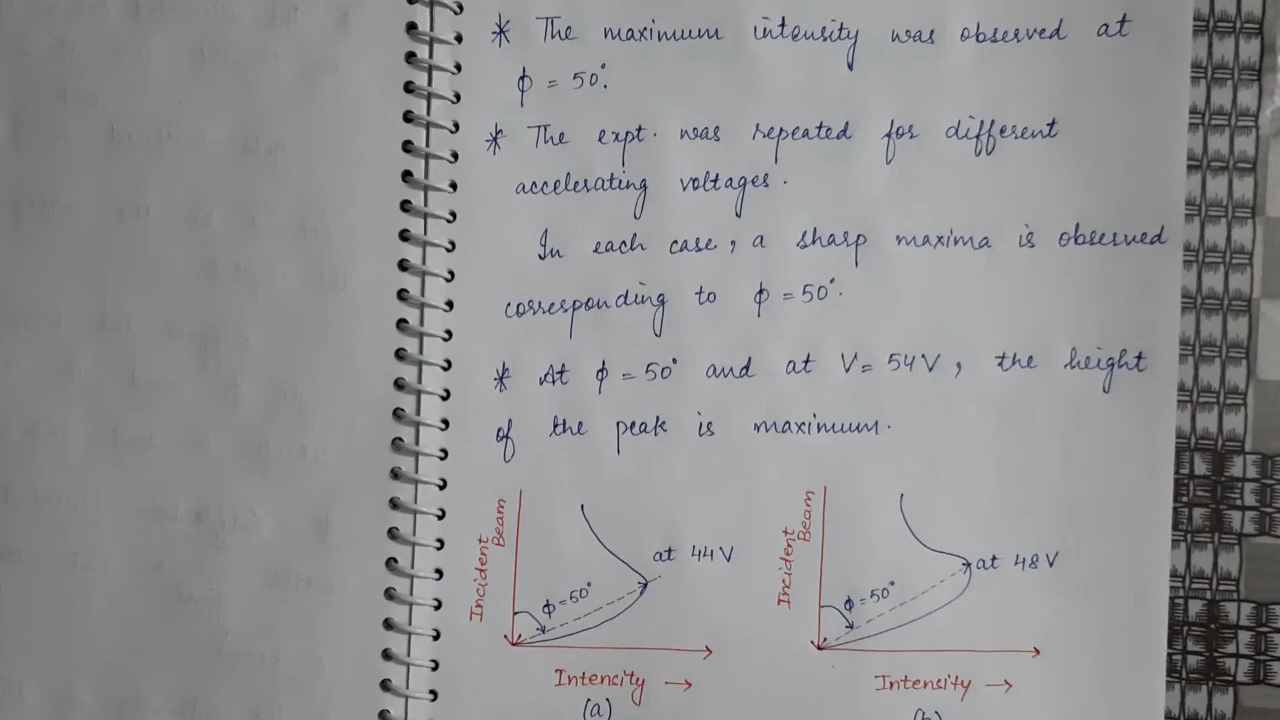 * The maximum intensity was observed at
ϕ = 50°.
* The expt. was repeated for different
accelerating voltages.
In each case, a sharp maxima is observed
corresponding to ϕ = 50°.
* At ϕ = 50° and at V = 54V, the height
of the peak is maximum.
Incident Beam
at 44V
ϕ = 50°
Intensity →
(a)
Incident Beam
at 48V
ϕ = 50°
Intensity →
(b)